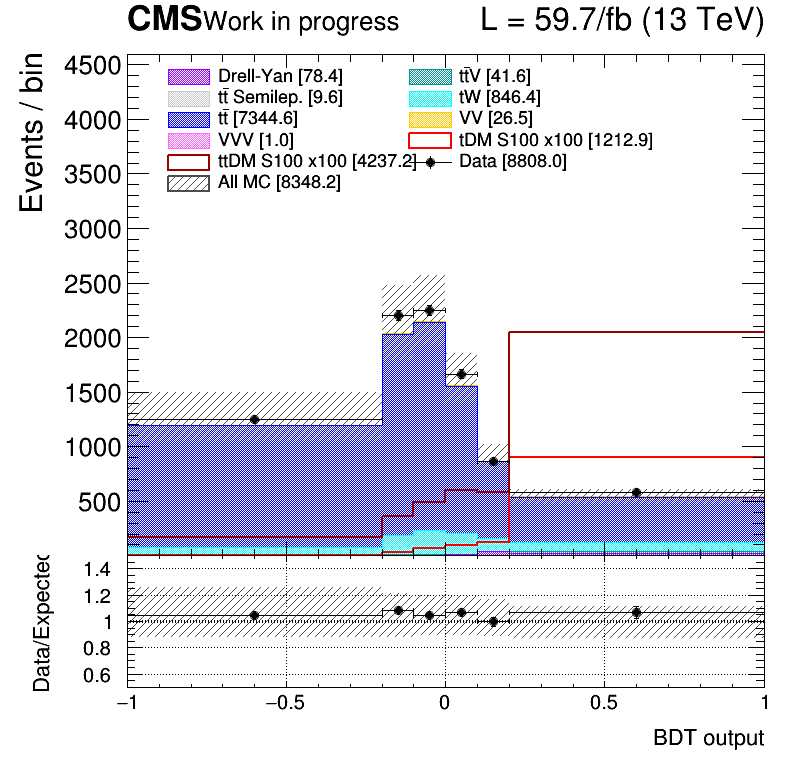 CMS Work in progress L = 59.7/fb (13 TeV)
Events / bin
4500
4000
3500
3000
2500
2000
1500
1000
500
Drell-Yan [78.4] tt̄V [41.6]
tt̄ Semilep. [9.6] tW [846.4]
tt̄ [7344.6] VV [26.5]
VVV [1.0] tDM S100 x100 [1212.9]
ttDM S100 x100 [4237.2] Data [8808.0]
All MC [8348.2]
Data/Expected
1.4
1.2
1
0.8
0.6
−1 −0.5 0 0.5 1
BDT output